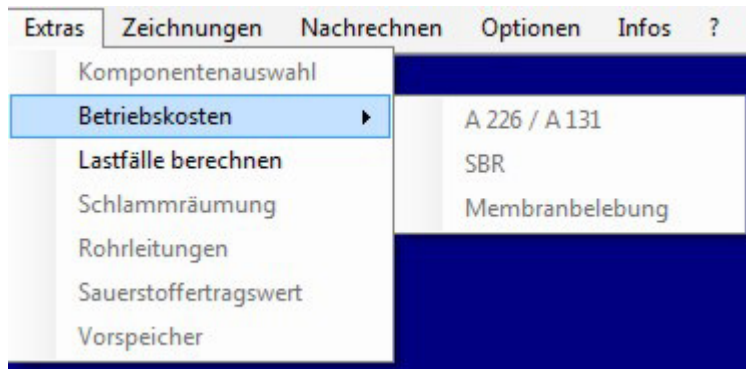 Extras Zeichnungen Nachrechnen Optionen Infos ?
Komponentenauswahl
Betriebskosten
A 226 / A 131
Lastfälle berechnen
SBR
Schlammräumung
Membranbelebung
Rohrleitungen
Sauerstoffertragswert
Vorspeicher